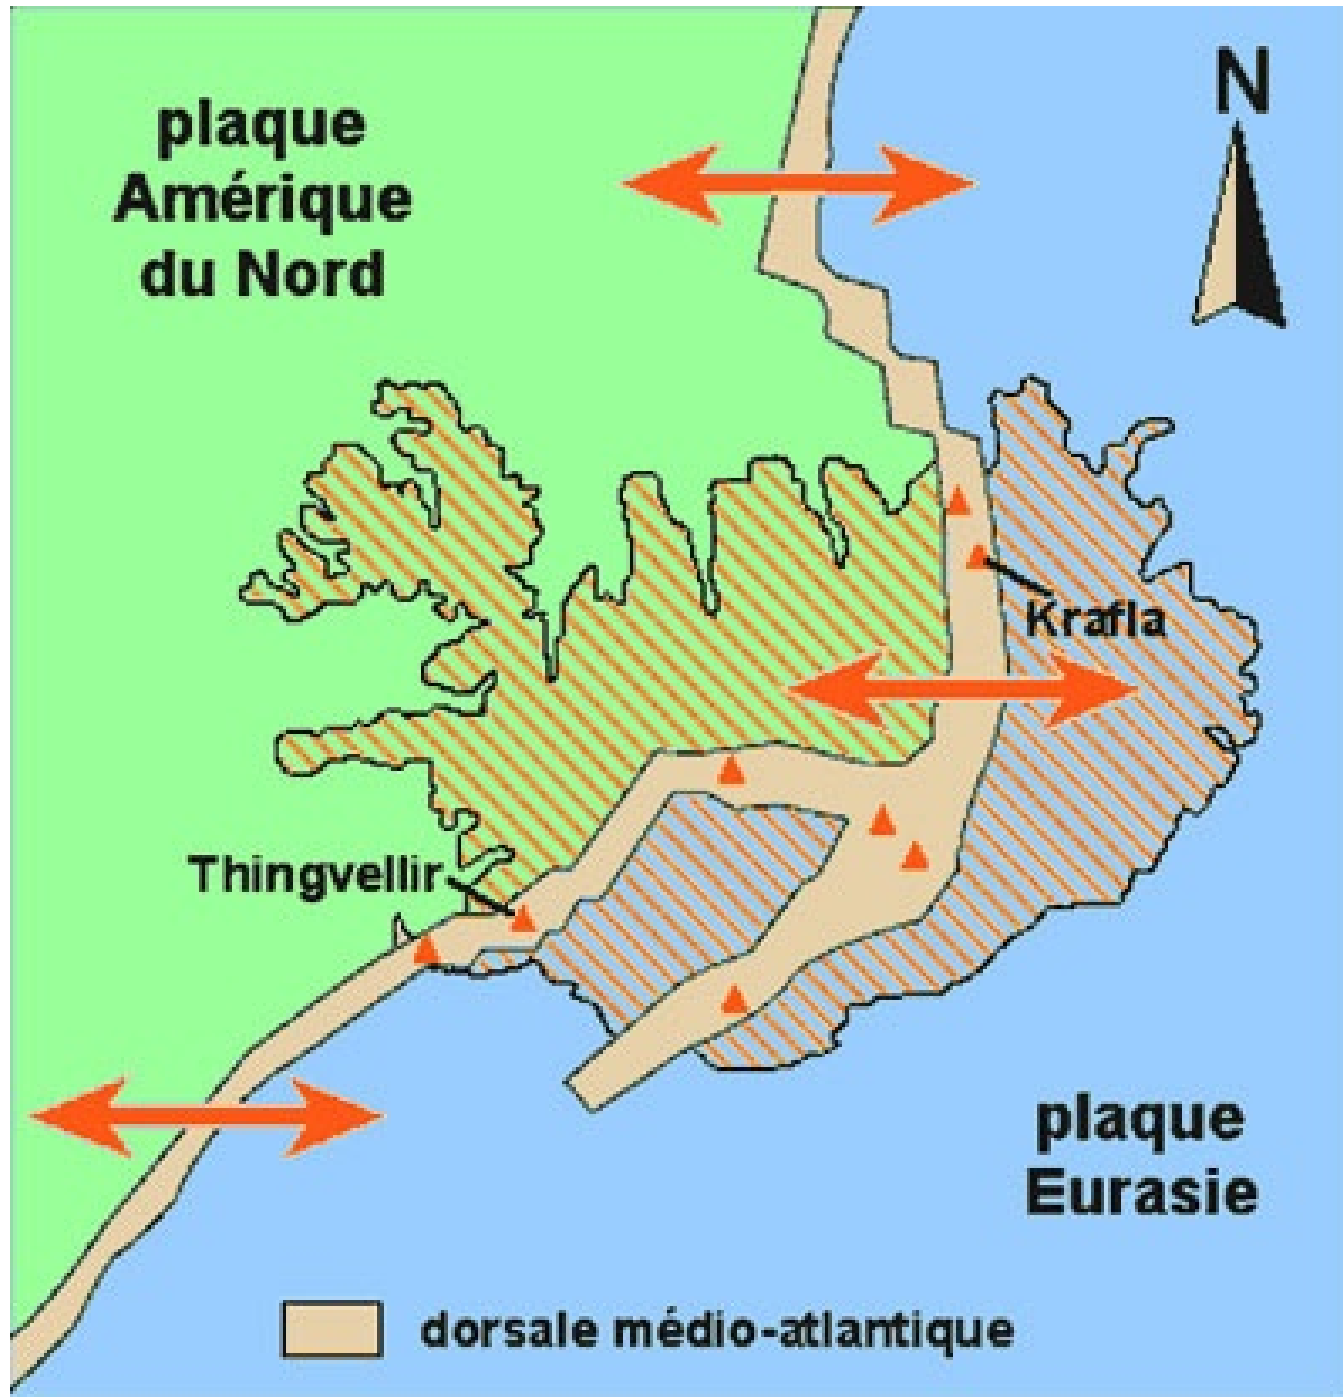 plaque
Amérique
du Nord
N
Krafla
Thingvellir
plaque
Eurasie
dorsale médio-atlantique